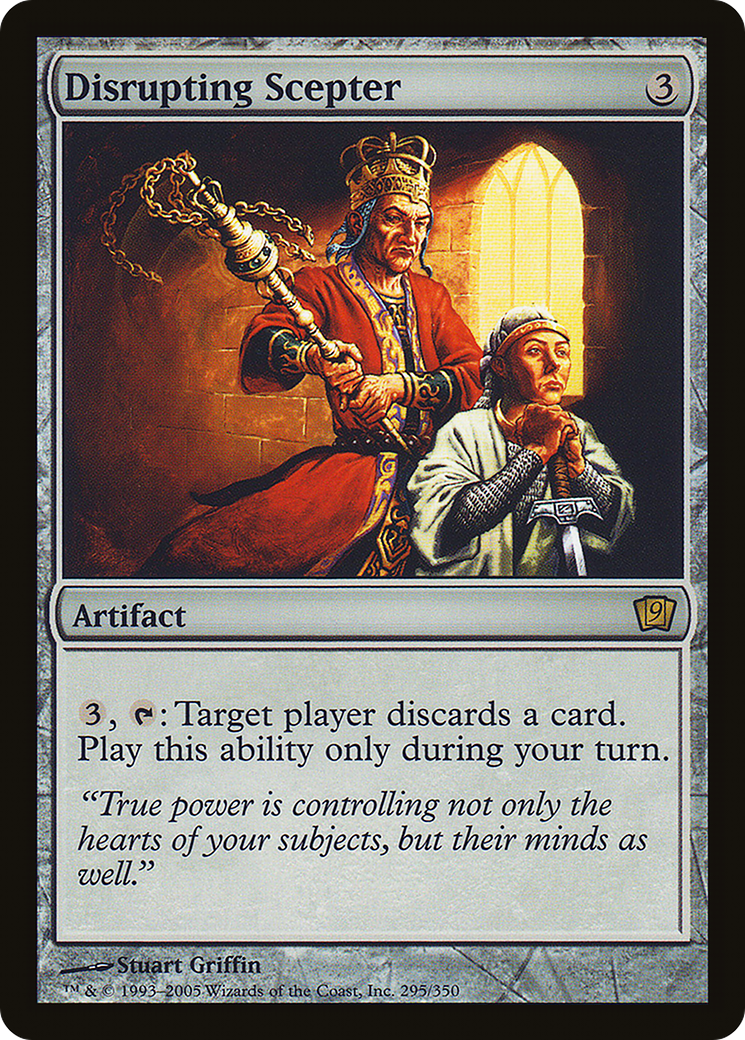 Disrupting Scepter 3
Artifact 9
3, : Target player discards a card.
Play this ability only during your turn.
“True power is controlling not only the
hearts of your subjects, but their minds as
well.”
Stuart Griffin
™ & © 1993–2005 Wizards of the Coast, Inc. 295/350